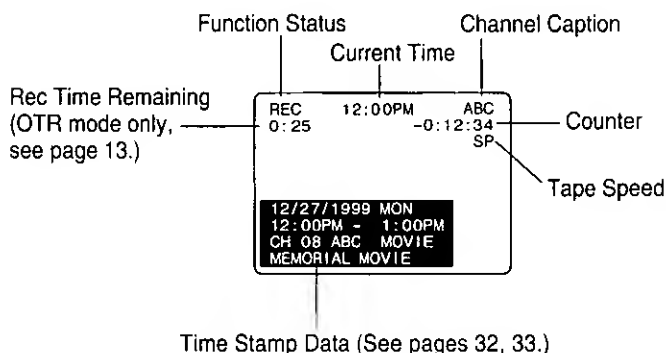 Function Status
Channel Caption
Current Time
Rec Time Remaining
(OTR mode only,
see page 13.)
REC 12:00PM ABC
0:25 -0:12:34
SP
Counter
Tape Speed
12/27/1999 MON
12:00PM - 1:00PM
CH 08 ABC MOVIE
MEMORIAL MOVIE
Time Stamp Data (See pages 32, 33.)